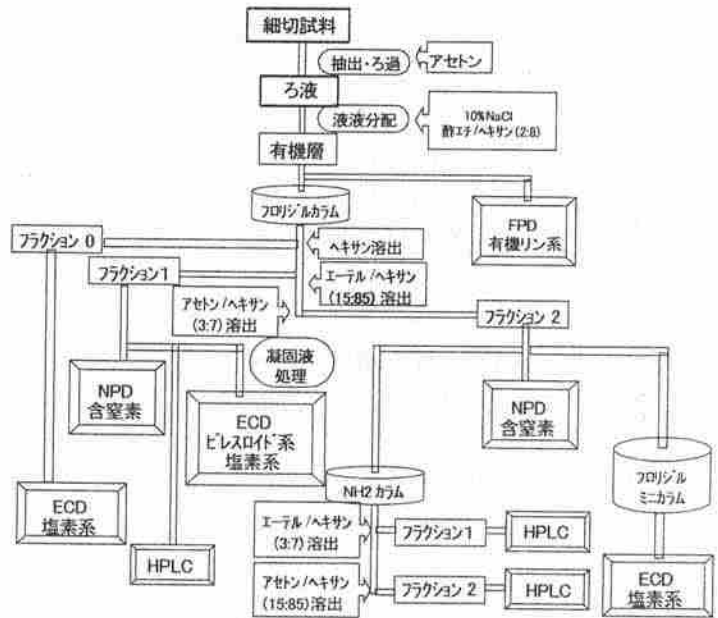 細切試料
抽出・ろ過
アセトン
ろ液
液液分配
10%NaCl
酢エチ/ヘキサン(2:8)
有機層
フロリジルカラム
FPD
有機リン系
フラクション 0
ヘキサン溶出
フラクション1
エーテル/ヘキサン
(15:85)溶出
アセトン/ヘキサン
(3:7)溶出
フラクション 2
凝固液
処理
NPD
含窒素
ECD
ピレスロイド系
塩素系
NPD
含窒素
フロリジル
ミニカラム
NH2カラム
ECD
塩素系
HPLC
エーテル/ヘキサン
(3:7)溶出
フラクション1
HPLC
アセトン/ヘキサン
(15:85)溶出
フラクション 2
HPLC
ECD
塩素系